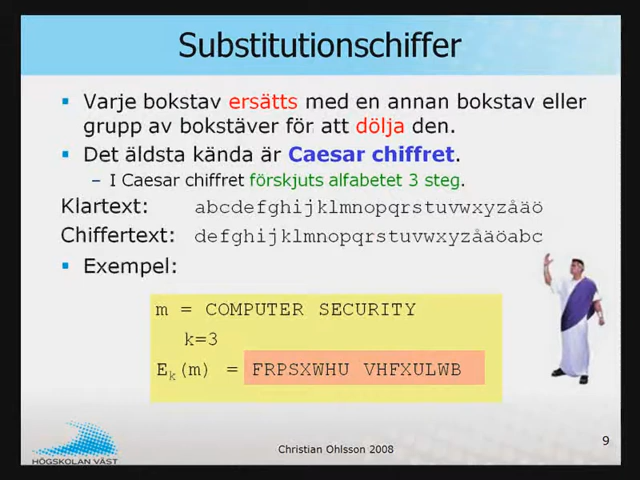 Substitutionschiffer
Varje bokstav ersätts med en annan bokstav eller
grupp av bokstäver för att dölja den.
Det äldsta kända är Caesar chiffret.
– I Caesar chiffret förskjuts alfabetet 3 steg.
Klartext: abcdefghijklmnopqrstuvwxyzåäö
Chiffertext: defghijklmnopqrstuvwxyzåäöabc
Exempel:
m = COMPUTER SECURITY
k=3
Ek(m) = FRPSXWHU VHFXULWB
HÖGSKOLAN VÄST
Christian Ohlsson 2008
9